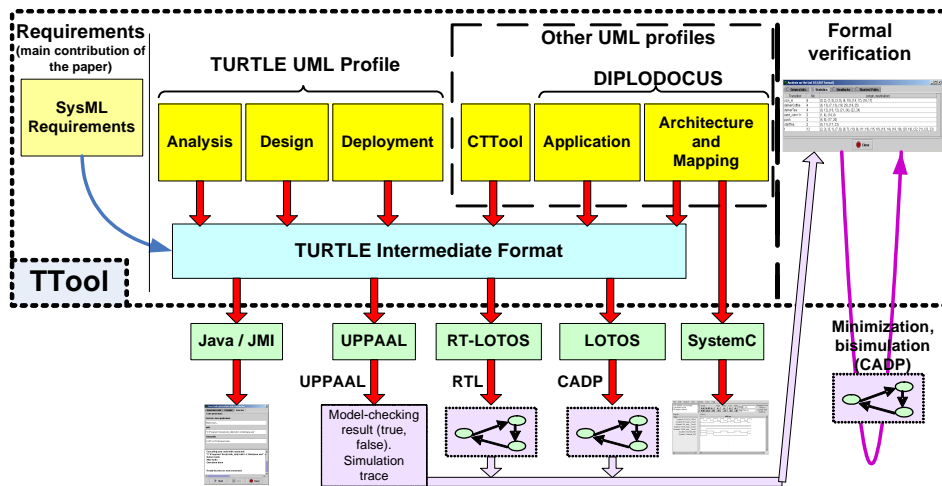 Requirements
(main contribution of
the paper)
SysML
Requirements
TURTLE UML Profile
Analysis
Design
Deployment
Other UML profiles
DIPLODOCUS
CTTool
Application
Architecture
and
Mapping
Formal
verification
TURTLE Intermediate Format
TTool
Java / JMI
UPPAAL
RT-LOTOS
LOTOS
SystemC
UPPAAL
RTL
CADP
Model-checking
result (true,
false).
Simulation
trace
Minimization,
bisimulation
(CADP)